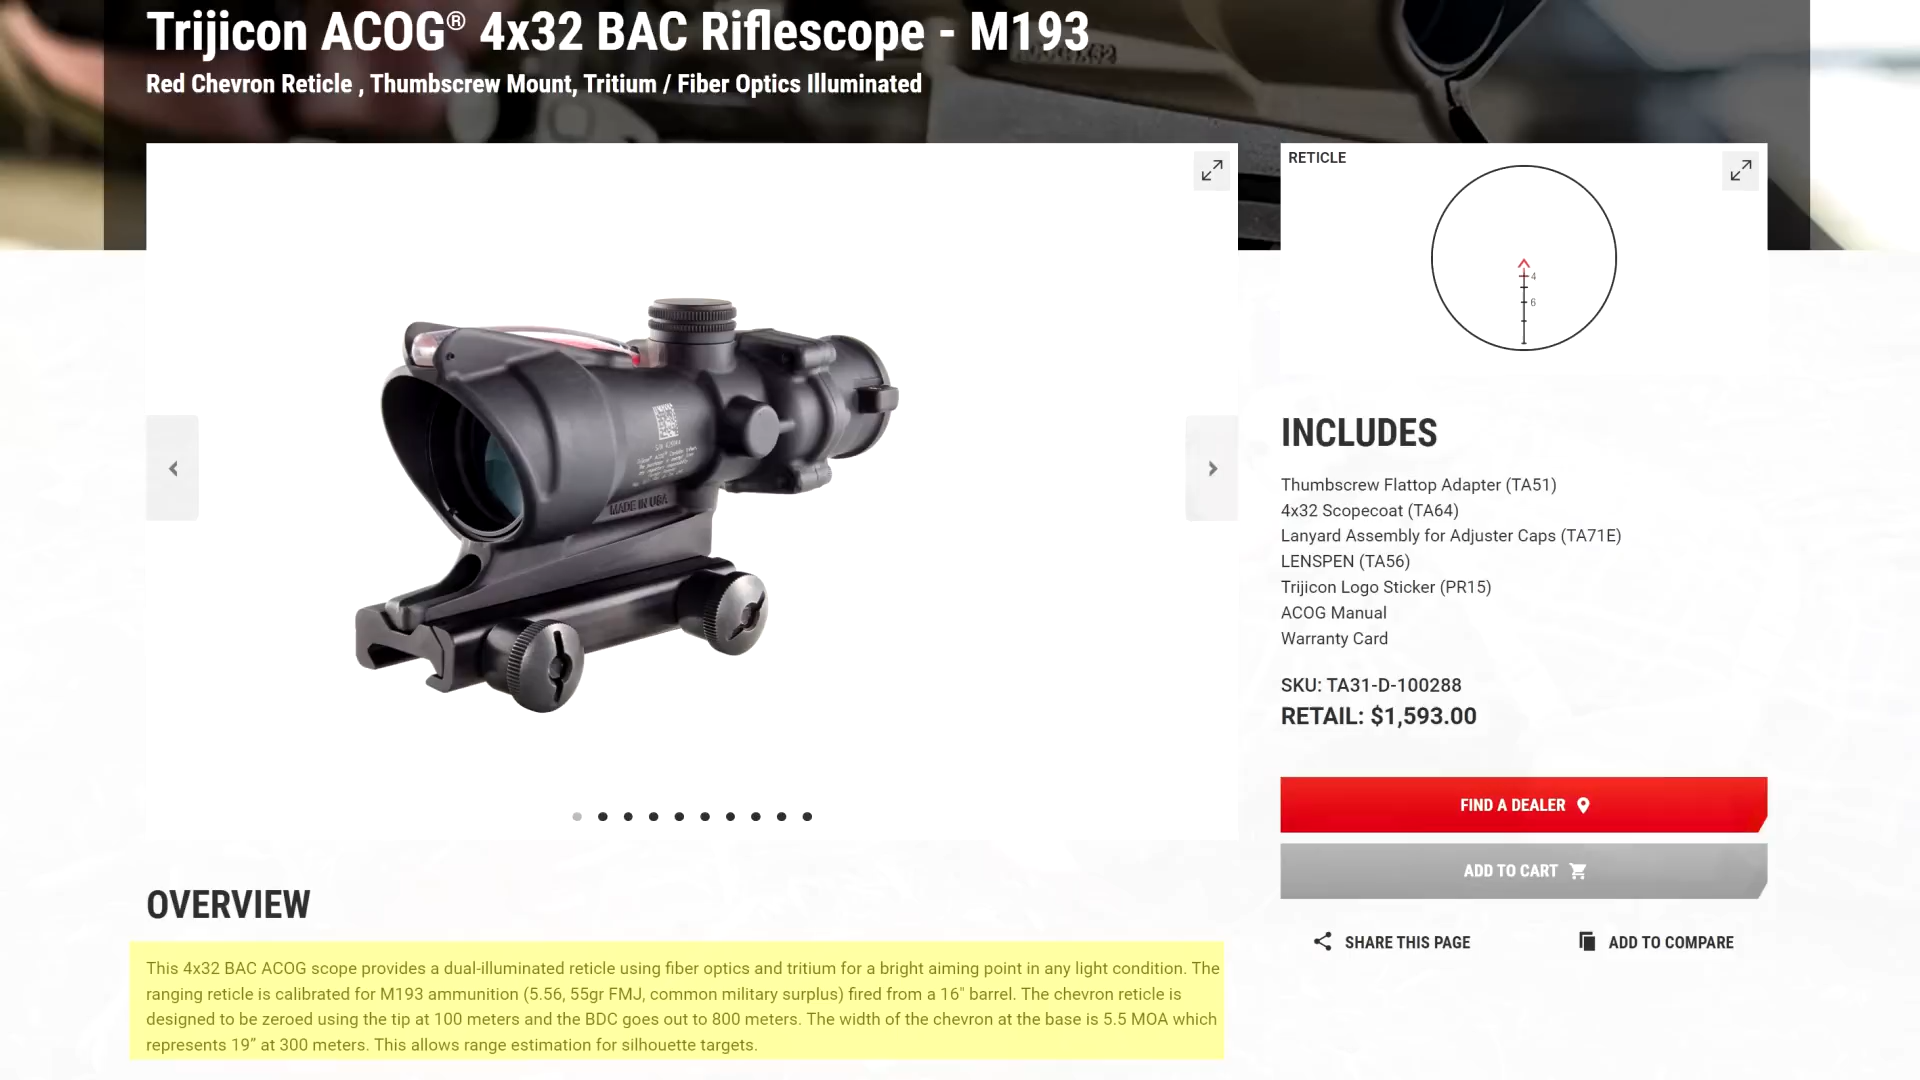 Trijicon ACOG® 4x32 BAC Riflescope - M193
Red Chevron Reticle , Thumbscrew Mount, Tritium / Fiber Optics Illuminated
RETICLE
4
6
MADE IN USA
INCLUDES
Thumbscrew Flattop Adapter (TA51)
4x32 Scopecoat (TA64)
Lanyard Assembly for Adjuster Caps (TA71E)
LENSPEN (TA56)
Trijicon Logo Sticker (PR15)
ACOG Manual
Warranty Card
SKU: TA31-D-100288
RETAIL: $1,593.00
FIND A DEALER
ADD TO CART
SHARE THIS PAGE
ADD TO COMPARE
OVERVIEW
This 4x32 BAC ACOG scope provides a dual-illuminated reticle using fiber optics and tritium for a bright aiming point in any light condition. The
ranging reticle is calibrated for M193 ammunition (5.56, 55gr FMJ, common military surplus) fired from a 16" barrel. The chevron reticle is
designed to be zeroed using the tip at 100 meters and the BDC goes out to 800 meters. The width of the chevron at the base is 5.5 MOA which
represents 19” at 300 meters. This allows range estimation for silhouette targets.